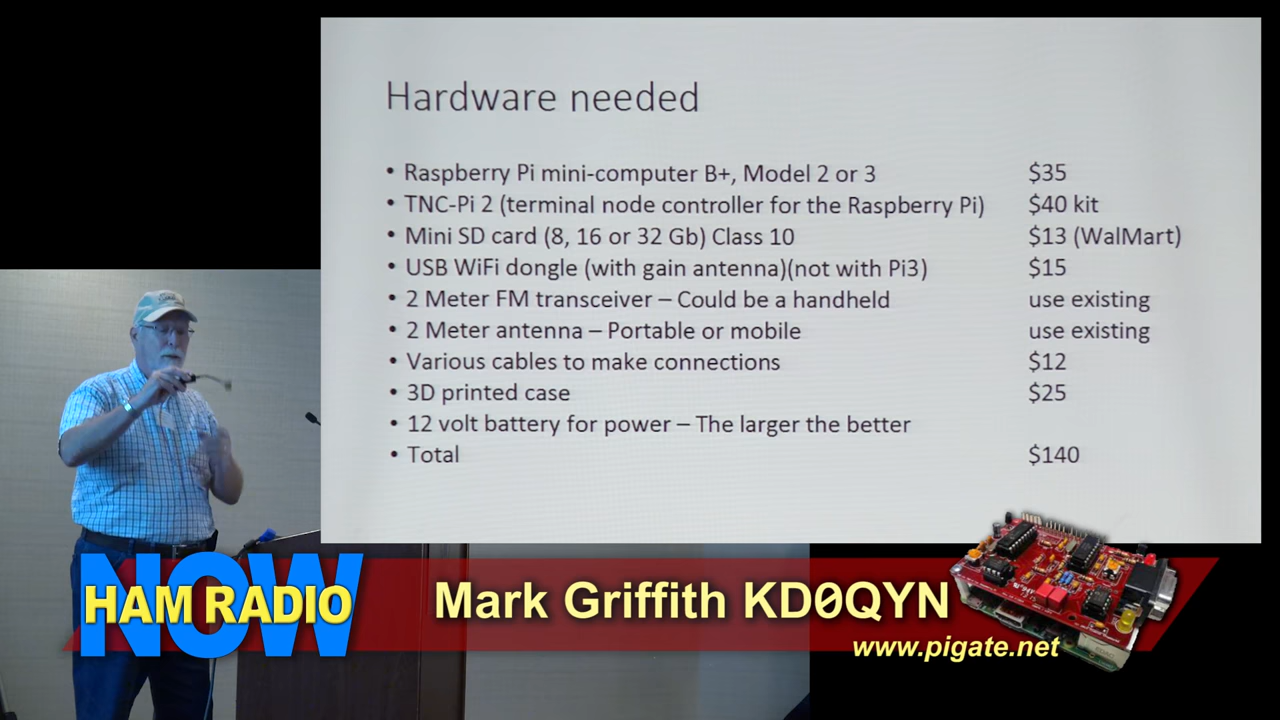 Hardware needed
• Raspberry Pi mini-computer B+, Model 2 or 3 $35
• TNC-Pi 2 (terminal node controller for the Raspberry Pi) $40 kit
• Mini SD card (8, 16 or 32 Gb) Class 10 $13 (WalMart)
• USB WiFi dongle (with gain antenna)(not with Pi3) $15
• 2 Meter FM transceiver – Could be a handheld use existing
• 2 Meter antenna – Portable or mobile use existing
• Various cables to make connections $12
• 3D printed case $25
• 12 volt battery for power – The larger the better
• Total $140
NOW
HAM RADIO
Mark Griffith KD0QYN
www.pigate.net